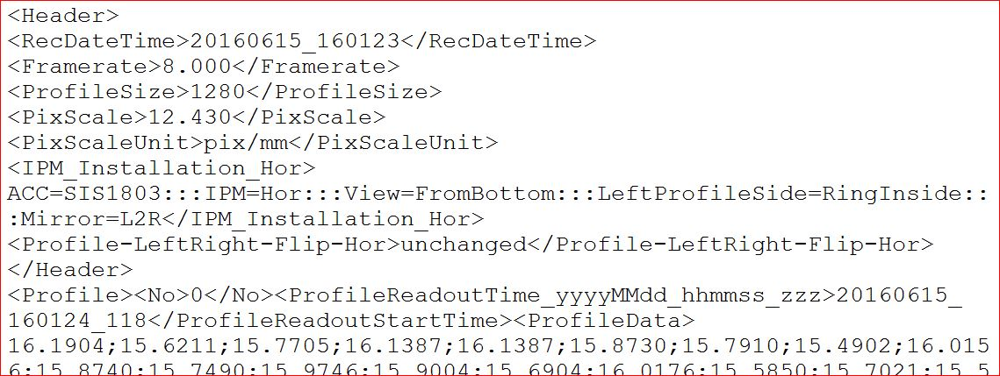 <Header>
<RecDateTime>20160615_160123</RecDateTime>
<Framerate>8.000</Framerate>
<ProfileSize>1280</ProfileSize>
<PixScale>12.430</PixScale>
<PixScaleUnit>pix/mm</PixScaleUnit>
<IPM_Installation_Hor>
ACC=SIS1803:::IPM=Hor:::View=FromBottom:::LeftProfileSide=RingInside::
:Mirror=L2R</IPM_Installation_Hor>
<Profile-LeftRight-Flip-Hor>unchanged</Profile-LeftRight-Flip-Hor>
</Header>
<Profile><No>0</No><ProfileReadoutTime_yyyyMMdd_hhmmss_zzz>20160615_
160124_118</ProfileReadoutStartTime><ProfileData>
16.1904;15.6211;15.7705;16.1387;16.1387;15.8730;15.7910;15.4902;16.015
6;15.8740;15.7490;15.9746;15.9004;15.6904;16.0176;15.5850;15.7021;15.5